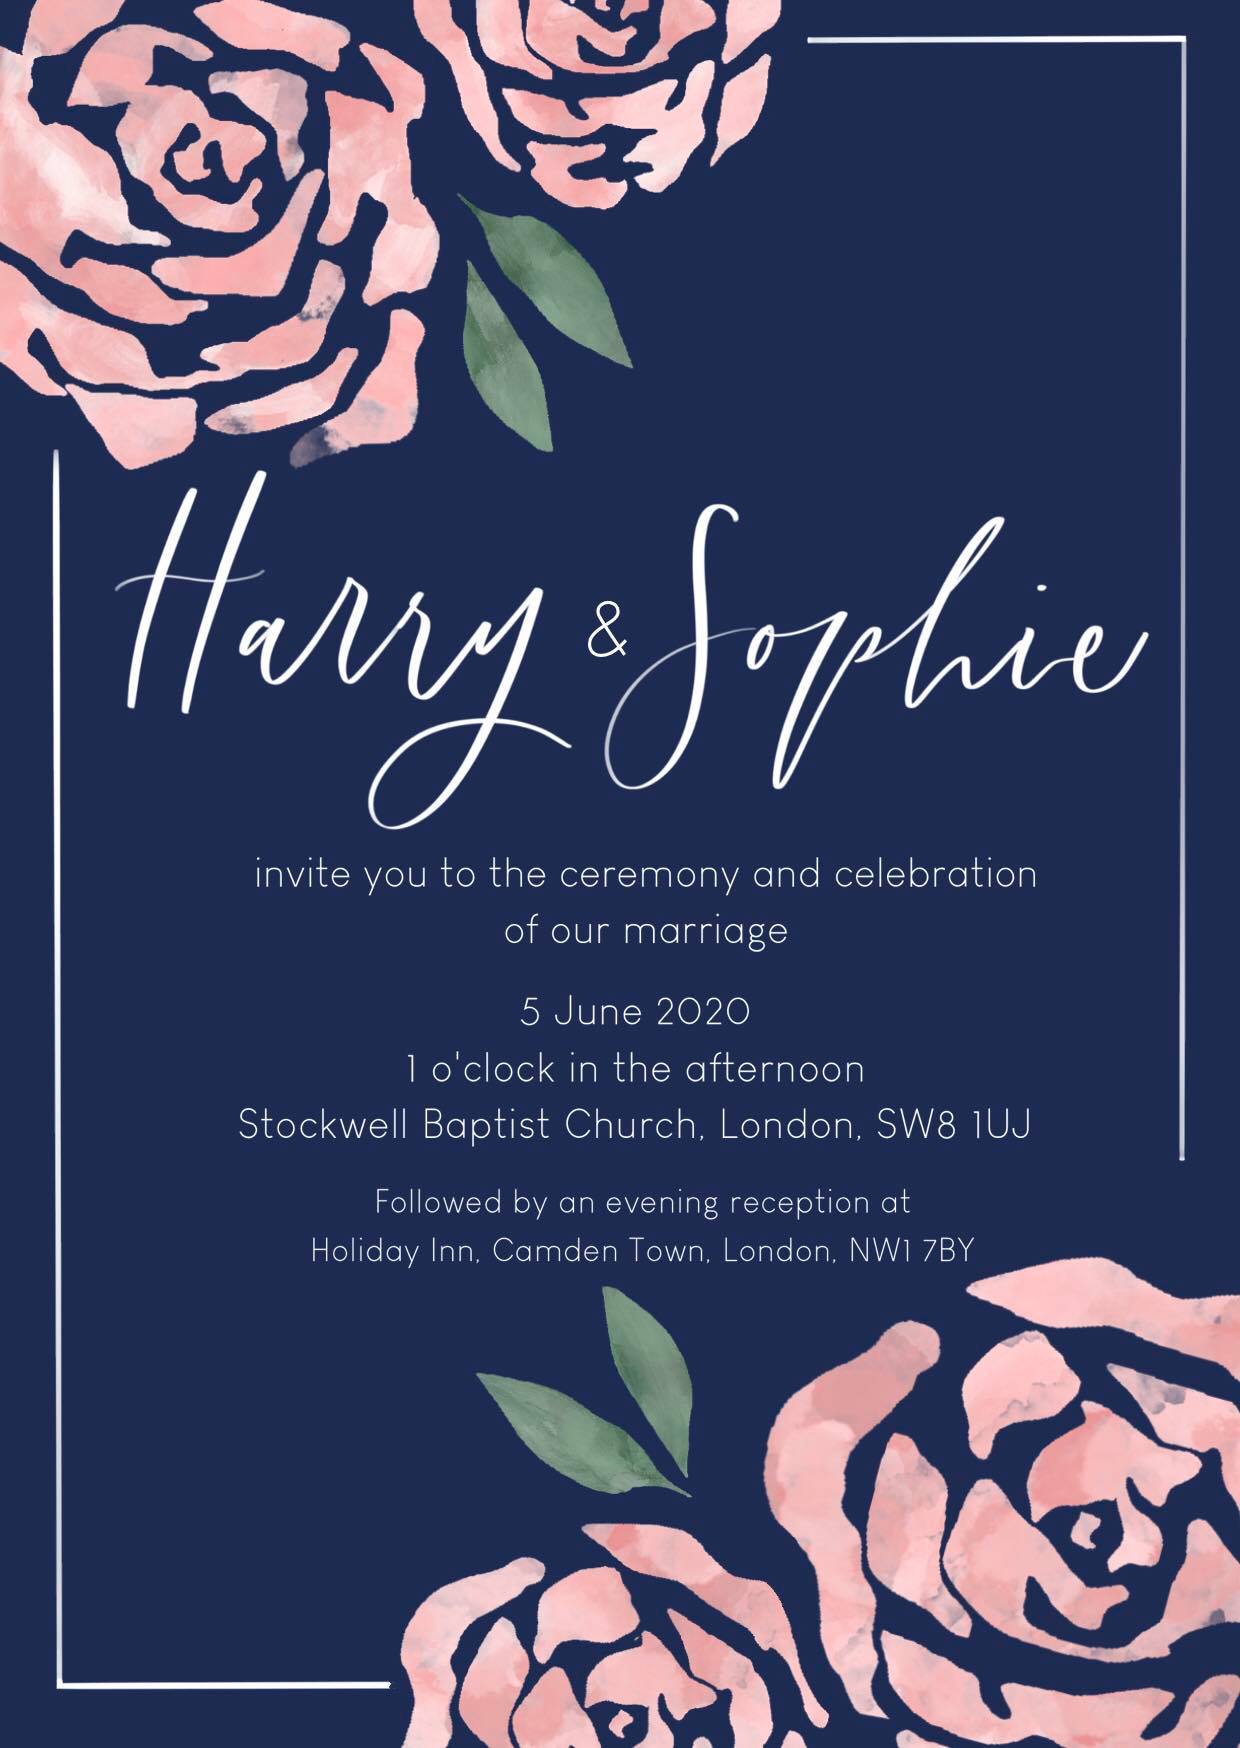 Harry & Sophie
invite you to the ceremony and celebration
of our marriage
5 June 2020
1 o'clock in the afternoon
Stockwell Baptist Church, London, SW8 1UJ
Followed by an evening reception at
Holiday Inn, Camden Town, London, NW1 7BY